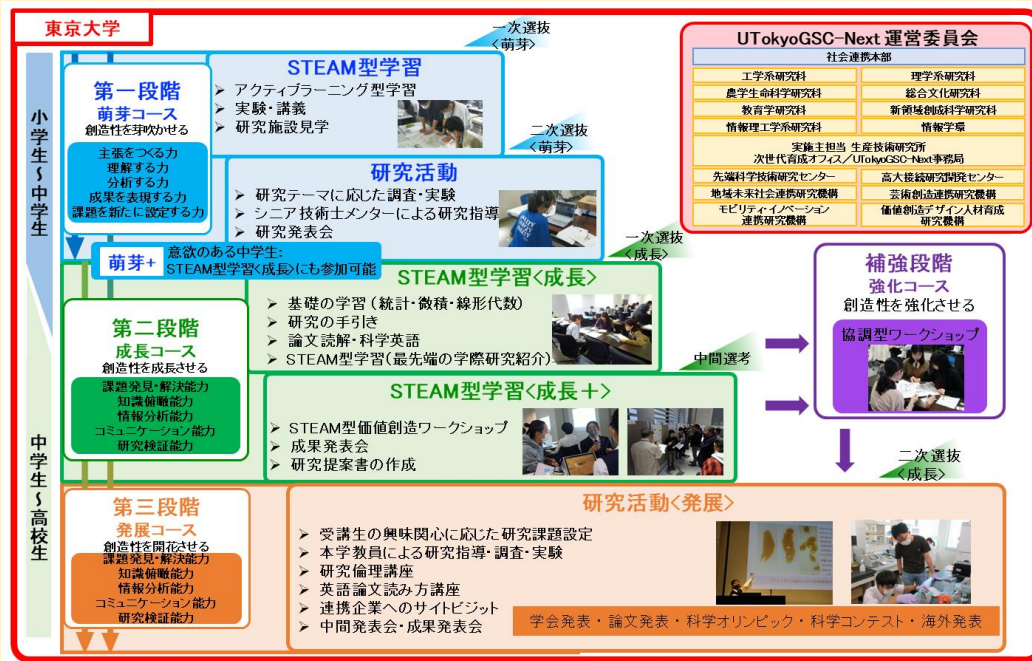 東京大学
小学生～中学生
中学生～高校生
一次選抜
<萌芽>
第一段階
萌芽コース
創造性を芽吹かせる
主張をつくる力
理解する力
分析する力
成果を表現する力
課題を新たに設定する力
STEAM型学習
➢ アクティブラーニング型学習
➢ 実験・講義
➢ 研究施設見学
二次選抜
<萌芽>
研究活動
➢ 研究テーマに応じた調査・実験
➢ シニア技術士メンターによる研究指導
➢ 研究発表会
萌芽+
意欲のある中学生:
STEAM型学習<成長>にも参加可能
一次選抜
<成長>
第二段階
成長コース
創造性を成長させる
課題発見・解決能力
知識俯瞰能力
情報分析能力
コミュニケーション能力
研究検証能力
STEAM型学習<成長>
➢ 基礎の学習（統計・微積・線形代数）
➢ 研究の手引き
➢ 論文読解・科学英語
➢ STEAM型学習（最先端の学際研究紹介）
中間選考
STEAM型学習<成長＋>
➢ STEAM型価値創造ワークショップ
➢ 成果発表会
➢ 研究提案書の作成
補強段階
強化コース
創造性を強化させる
協調型ワークショップ
二次選抜
<成長>
第三段階
発展コース
創造性を開花させる
課題発見・解決能力
知識俯瞰能力
情報分析能力
コミュニケーション能力
研究検証能力
研究活動<発展>
➢ 受講生の興味関心に応じた研究課題設定
➢ 本学教員による研究指導・調査・実験
➢ 研究倫理講座
➢ 英語論文読み方講座
➢ 連携企業へのサイトビジット
➢ 中間発表会・成果発表会
学会発表・論文発表・科学オリンピック・科学コンテスト・海外発表
UTokyoGSC-Next 運営委員会
社会連携本部
工学系研究科
理学系研究科
農学生命科学研究科
総合文化研究科
教育学研究科
新領域創成科学研究科
情報理工学系研究科
情報学環
実施主担当 生産技術研究所
次世代育成オフィス／UTokyoGSC-Next事務局
先端科学技術研究センター
高大接続研究開発センター
地域未来社会連携研究機構
芸術創造連携研究機構
モビリティ・イノベーション
連携研究機構
価値創造デザイン人材育成
研究機構